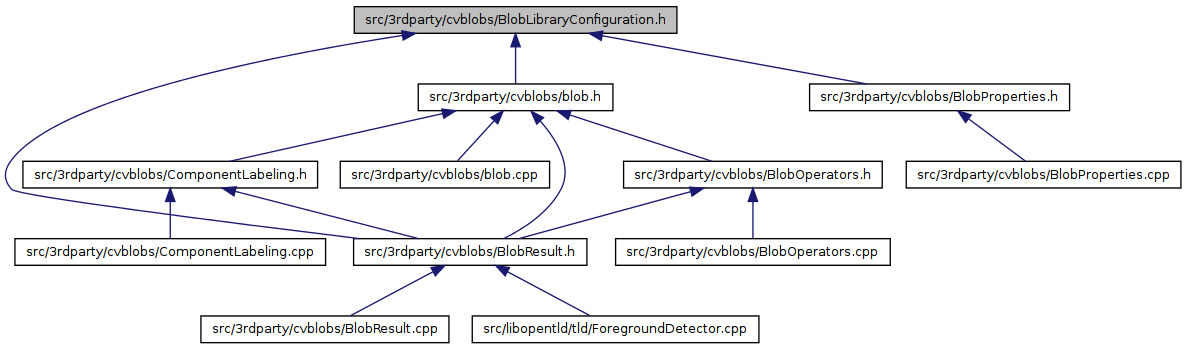 src/3rdparty/cvblobs/BlobLibraryConfiguration.h
src/3rdparty/cvblobs/blob.h
src/3rdparty/cvblobs/BlobProperties.h
src/3rdparty/cvblobs/ComponentLabeling.h
src/3rdparty/cvblobs/blob.cpp
src/3rdparty/cvblobs/BlobOperators.h
src/3rdparty/cvblobs/BlobProperties.cpp
src/3rdparty/cvblobs/ComponentLabeling.cpp
src/3rdparty/cvblobs/BlobResult.h
src/3rdparty/cvblobs/BlobOperators.cpp
src/3rdparty/cvblobs/BlobResult.cpp
src/libopentld/tld/ForegroundDetector.cpp